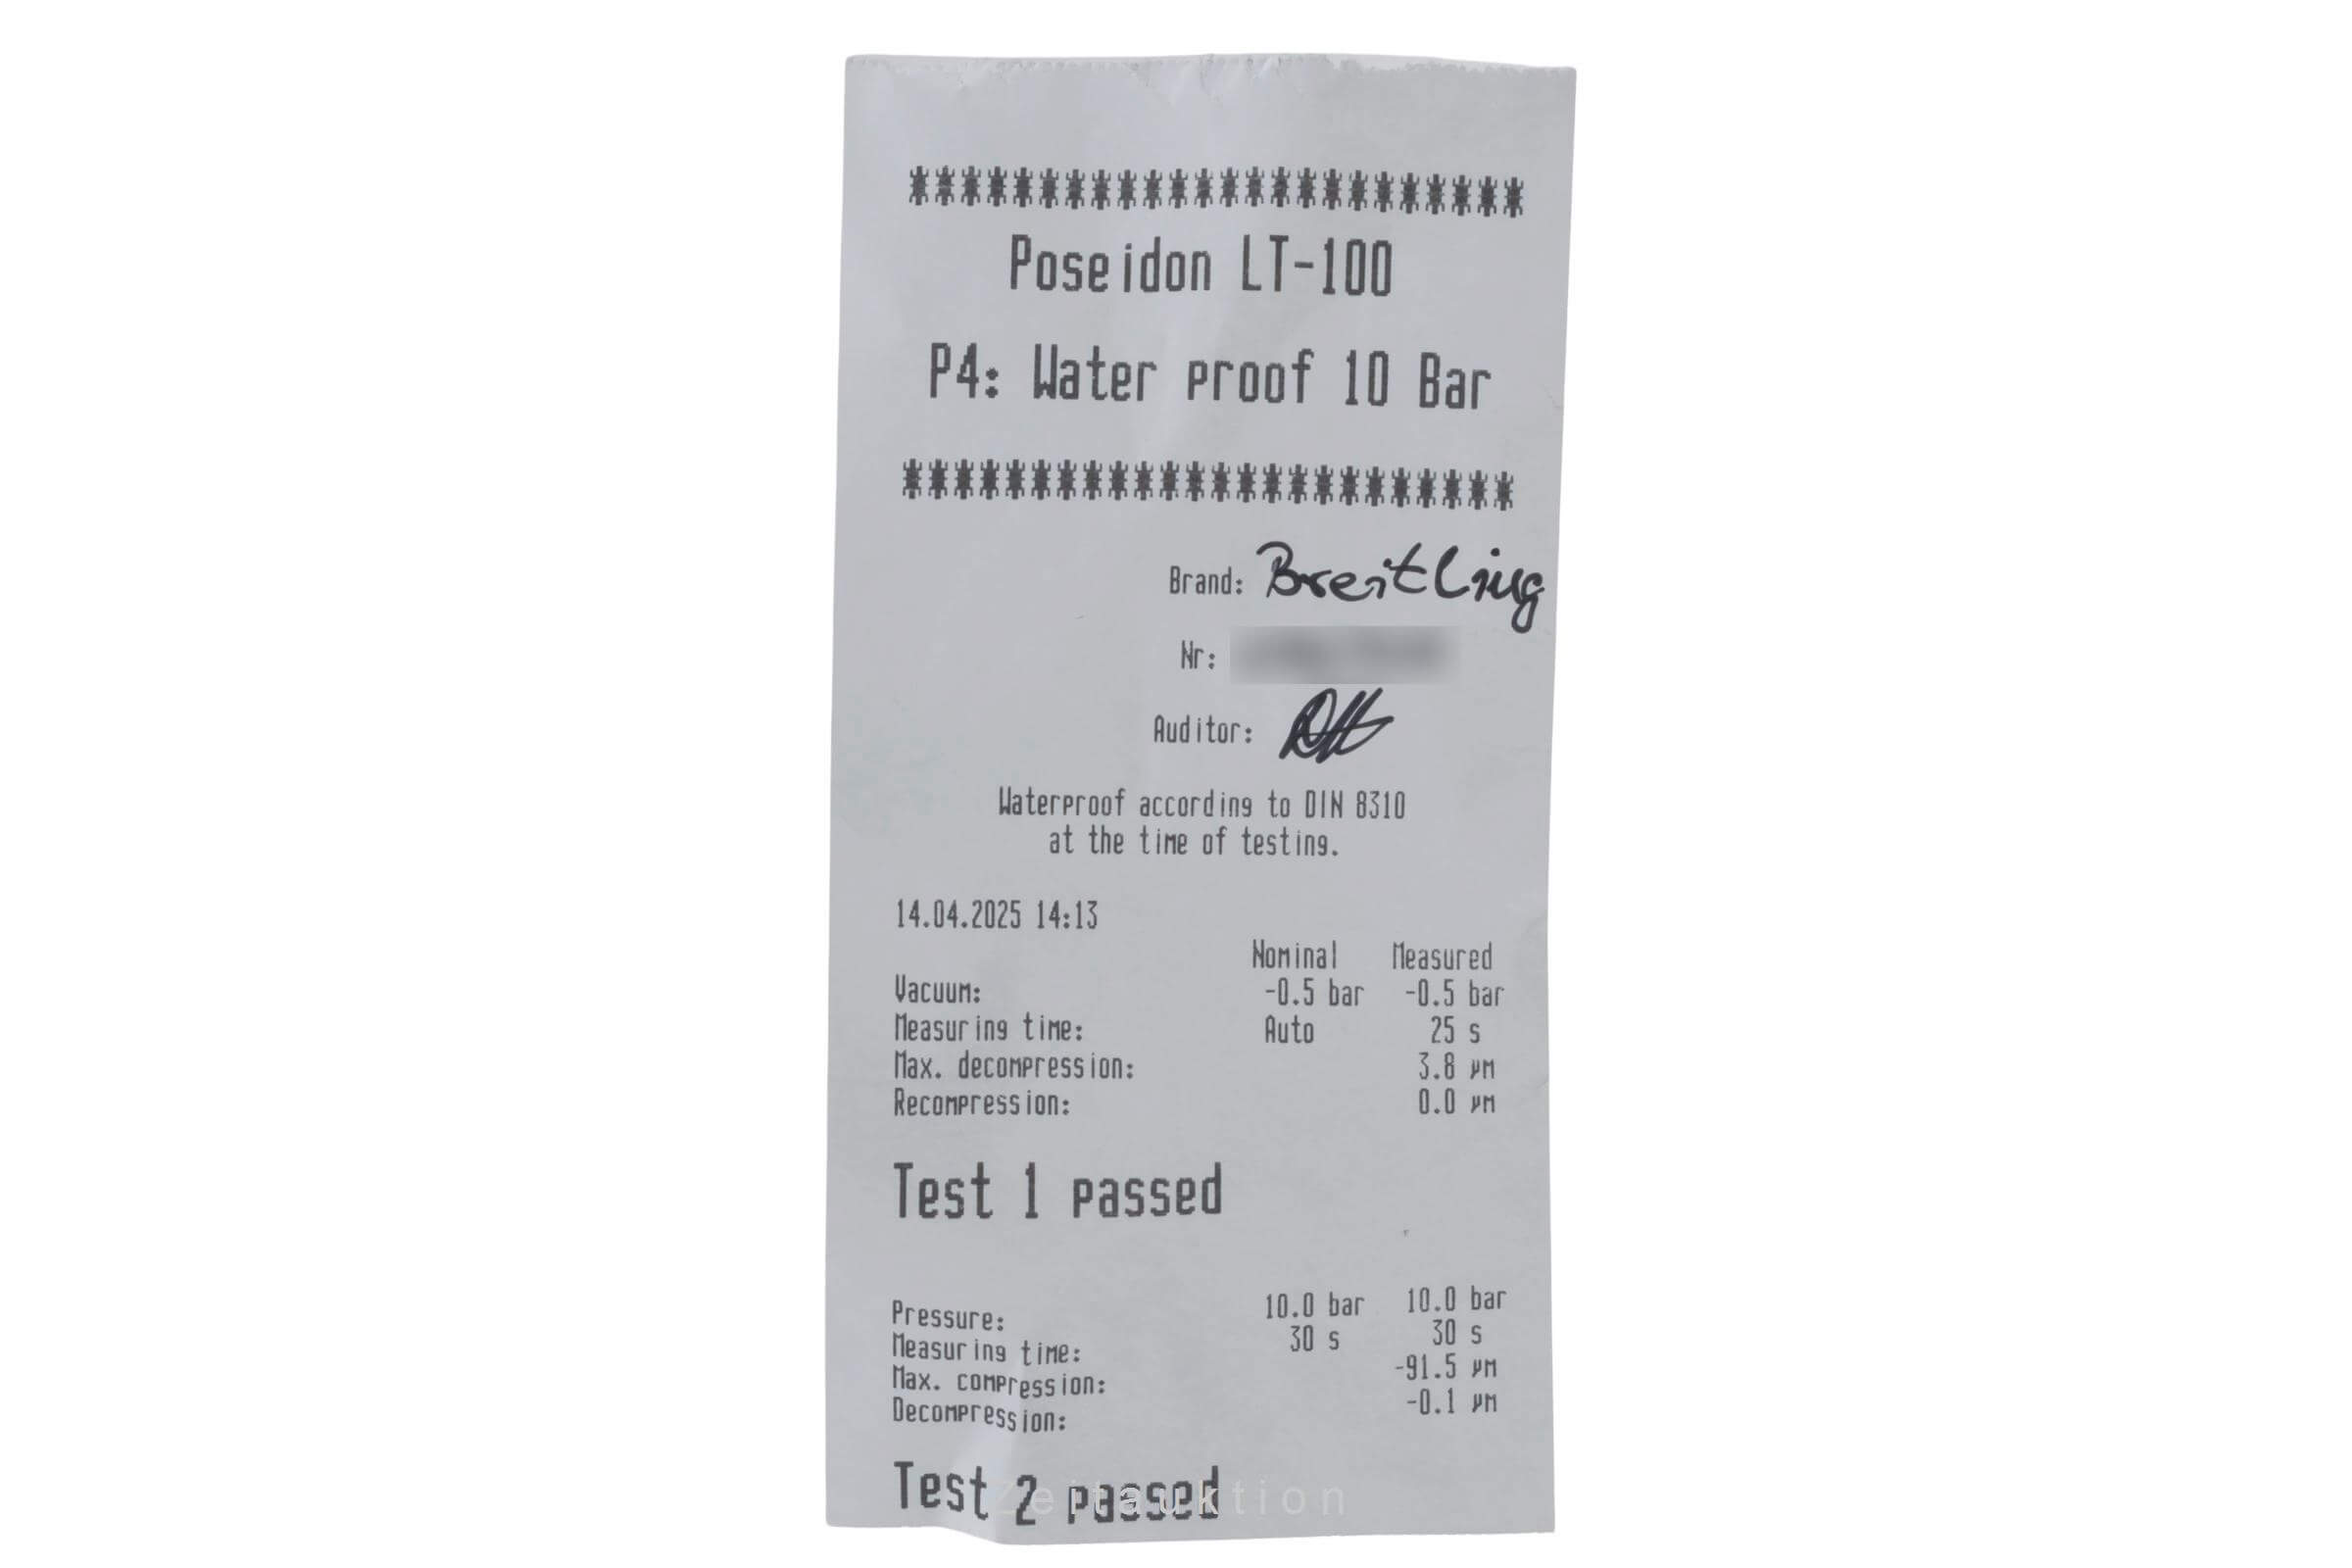 ************************
Poseidon LT-100
P4: Water proof 10 Bar
************************
Brand: Breitling
Nr:
Auditor:
Waterproof according to DIN 8310
at the time of testing.
14.04.2025 14:13
Nominal Measured
Vacuum: -0.5 bar -0.5 bar
Measuring time: Auto 25 s
Max. decompression: 3.8 µm
Recompression: 0.0 µm
Test 1 passed
Pressure: 10.0 bar 10.0 bar
Measuring time: 30 s 30 s
Max. compression: -91.5 µm
Decompression: -0.1 µm
Test 2 passed
Zeitauktion